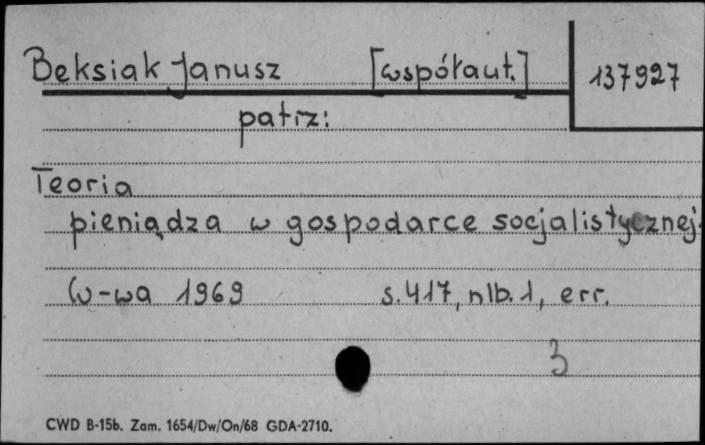 Beksiak Janusz [współaut.] 137927
patrz:
Teoria
pieniądza w gospodarce socjalistycznej.
W-wa 1969 s. 417, nlb. 1, err.
3
CWD B-15b. Zam. 1654/Dw/On/68 GDA-2710.